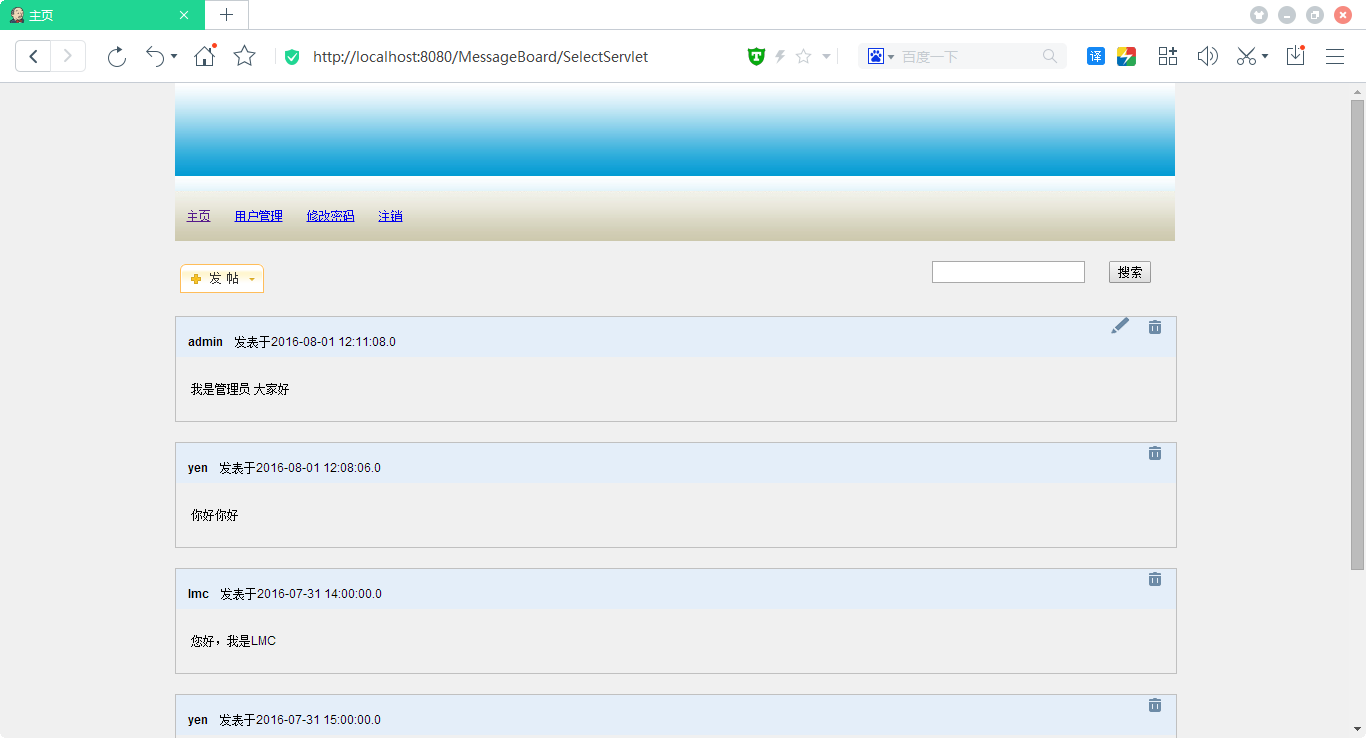 主页
http://localhost:8080/MessageBoard/SelectServlet
百度一下
译
主页 用户管理 修改密码 注销
发 帖
搜索
admin 发表于2016-08-01 12:11:08.0
我是管理员 大家好
yen 发表于2016-08-01 12:08:06.0
你好你好
lmc 发表于2016-07-31 14:00:00.0
您好，我是LMC
yen 发表于2016-07-31 15:00:00.0